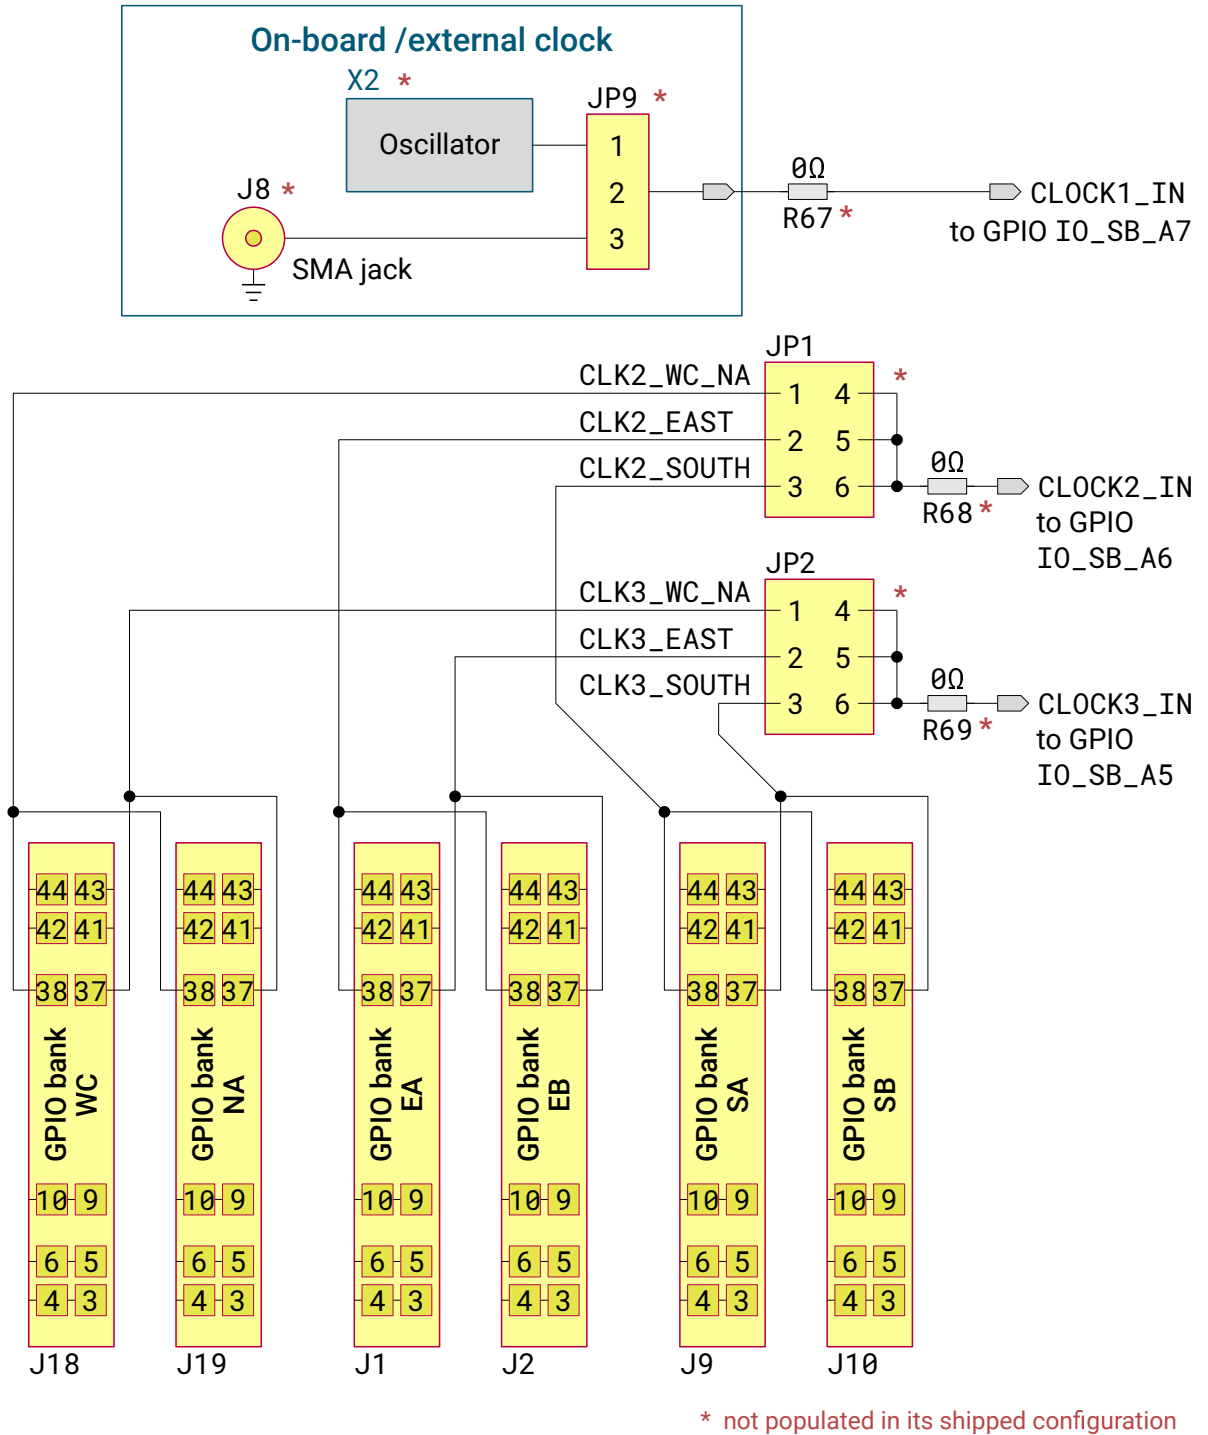 On-board /external clock
X2 *
Oscillator
JP9 *
1
2
3
J8 *
SMA jack
0Ω
R67 *
CLOCK1_IN
to GPIO IO_SB_A7
JP1
*
CLK2_WC_NA
CLK2_EAST
CLK2_SOUTH
1 4
2 5
3 6
0Ω
R68 *
CLOCK2_IN
to GPIO
IO_SB_A6
JP2
*
CLK3_WC_NA
CLK3_EAST
CLK3_SOUTH
1 4
2 5
3 6
0Ω
R69 *
CLOCK3_IN
to GPIO
IO_SB_A5
44 43
42 41
38 37
GPIO bank
WC
10 9
6 5
4 3
J18
44 43
42 41
38 37
GPIO bank
NA
10 9
6 5
4 3
J19
44 43
42 41
38 37
GPIO bank
EA
10 9
6 5
4 3
J1
44 43
42 41
38 37
GPIO bank
EB
10 9
6 5
4 3
J2
44 43
42 41
38 37
GPIO bank
SA
10 9
6 5
4 3
J9
44 43
42 41
38 37
GPIO bank
SB
10 9
6 5
4 3
J10
* not populated in its shipped configuration